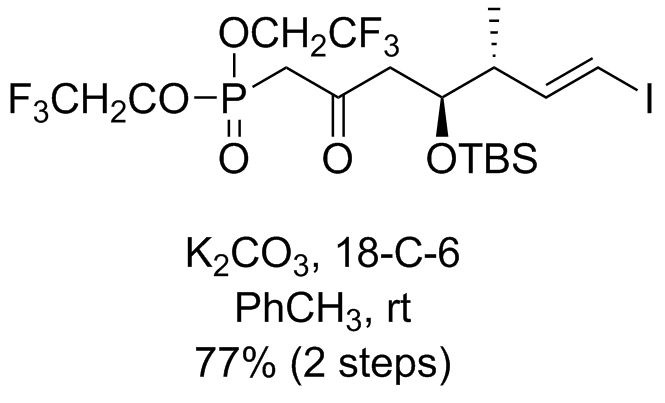 OCH₂CF₃
F₃CH₂CO P I
O O OTBS
K₂CO₃, 18-C-6
PhCH₃, rt
77% (2 steps)